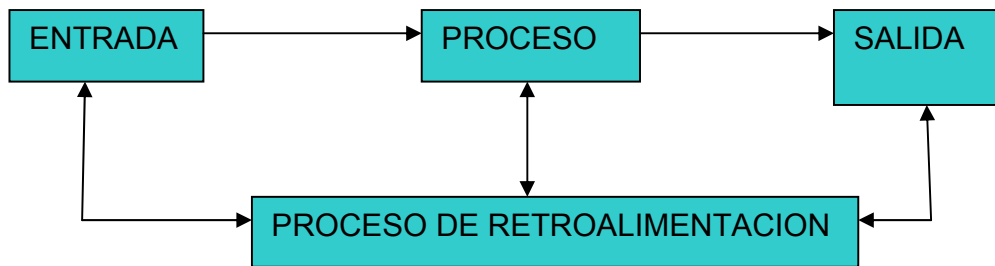 ENTRADA
PROCESO
SALIDA
PROCESO DE RETROALIMENTACION